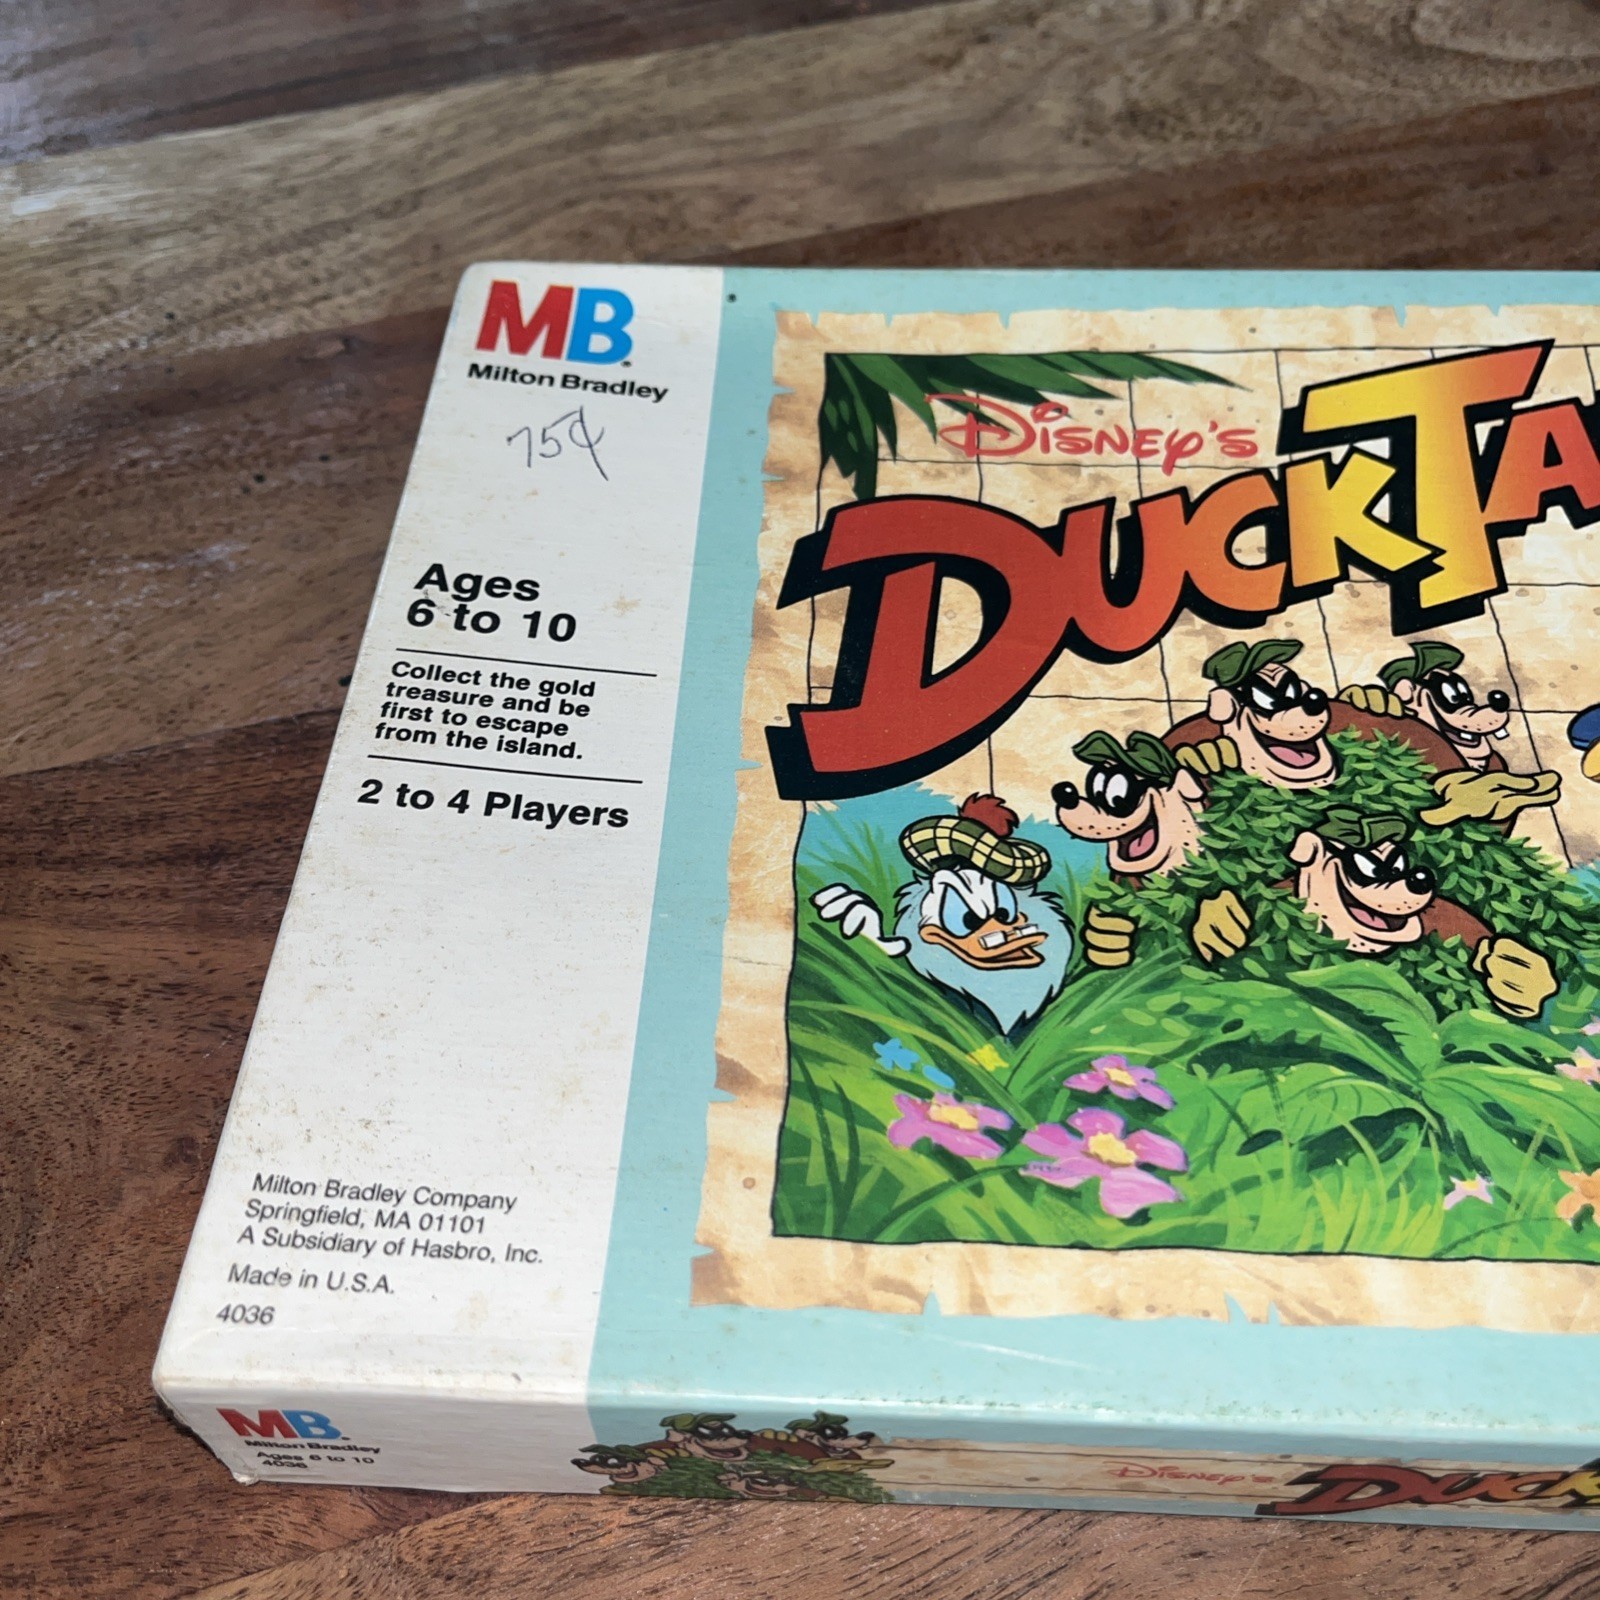 MB
Milton Bradley
75¢
Ages
6 to 10
Collect the gold
treasure and be
first to escape
from the island.
2 to 4 Players
Milton Bradley Company
Springfield, MA 01101
A Subsidiary of Hasbro, Inc.
Made in U.S.A.
4036
DISNEY'S
DUCKTA
MB
Milton Bradley
Ages 6 to 10
4036
DISNEY'S
DUCK